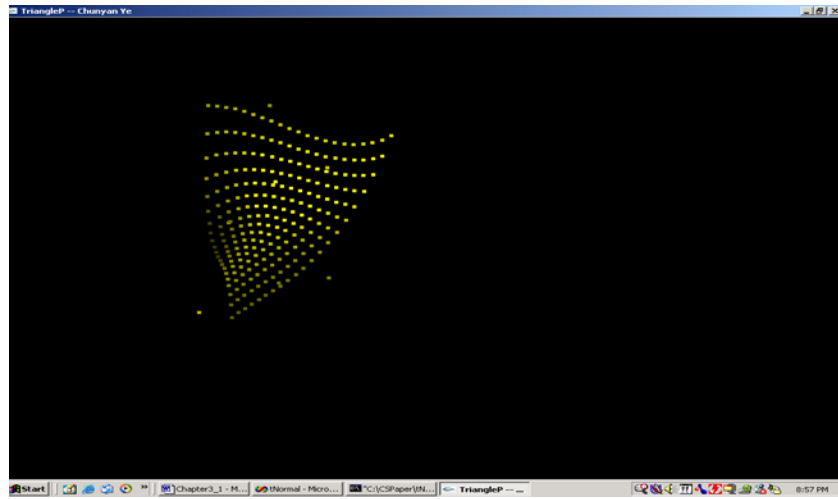 TriangleP -- Chunyan Ye
Start
»
Chapter3_1 - M...
tNormal - Micro...
"C:\CSPaper\tN...
TriangleP -- ...
8:57 PM